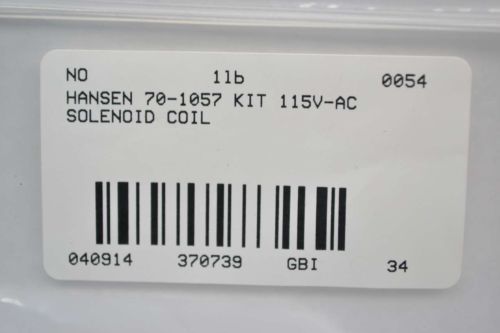 NO 1lb 0054
HANSEN 70-1057 KIT 115V-AC
SOLENOID COIL
040914 370739 GBI 34